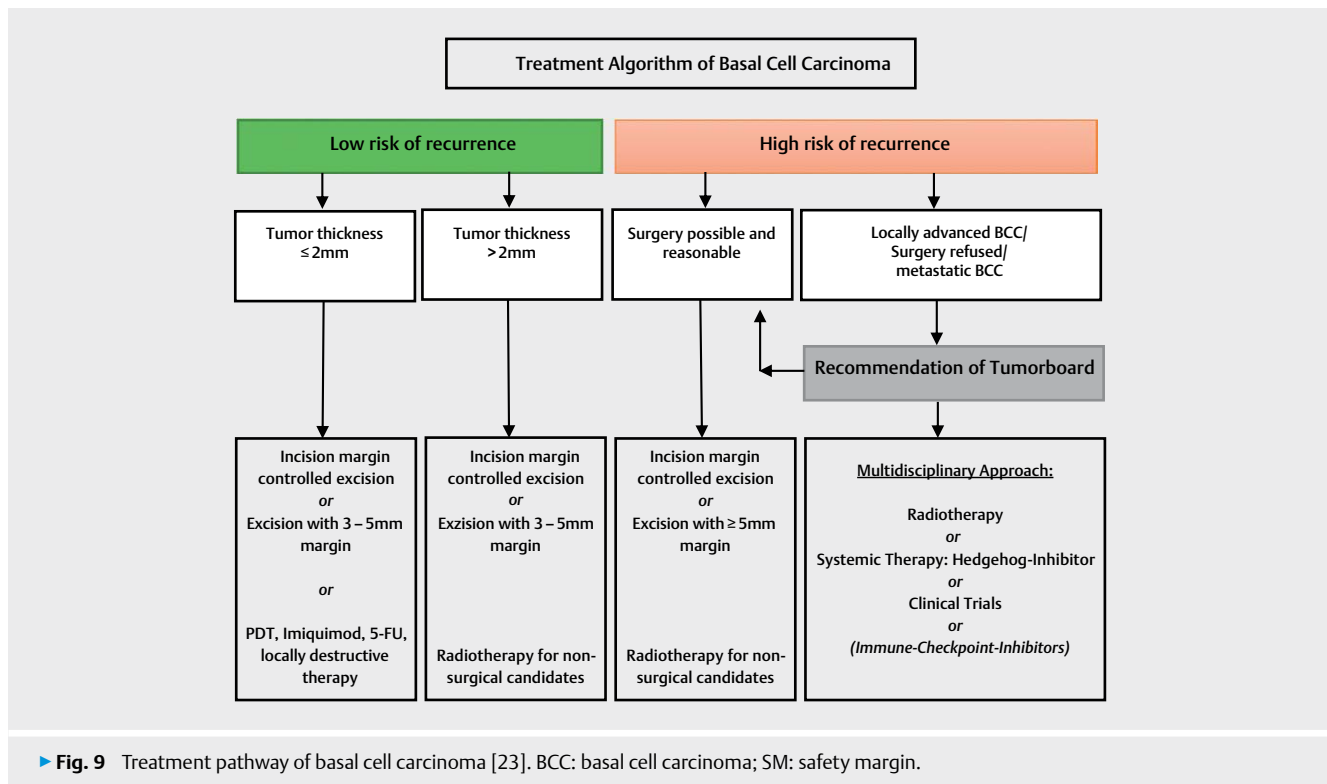 Treatment Algorithm of Basal Cell Carcinoma
Low risk of recurrence
High risk of recurrence
Tumor thickness
≤ 2mm
Tumor thickness
> 2mm
Surgery possible and
reasonable
Locally advanced BCC/
Surgery refused/
metastatic BCC
Recommendation of Tumorboard
Incision margin
controlled excision
or
Excision with 3 – 5mm
margin
or
PDT, Imiquimod, 5-FU,
locally destructive
therapy
Incision margin
controlled excision
or
Exzision with 3 – 5mm
margin
Radiotherapy for non-
surgical candidates
Incision margin
controlled excision
or
Excision with ≥ 5mm
margin
Radiotherapy for non-
surgical candidates
Multidisciplinary Approach:
Radiotherapy
or
Systemic Therapy: Hedgehog-Inhibitor
or
Clinical Trials
or
(Immune-Checkpoint-Inhibitors)
▶ Fig. 9 Treatment pathway of basal cell carcinoma [23]. BCC: basal cell carcinoma; SM: safety margin.